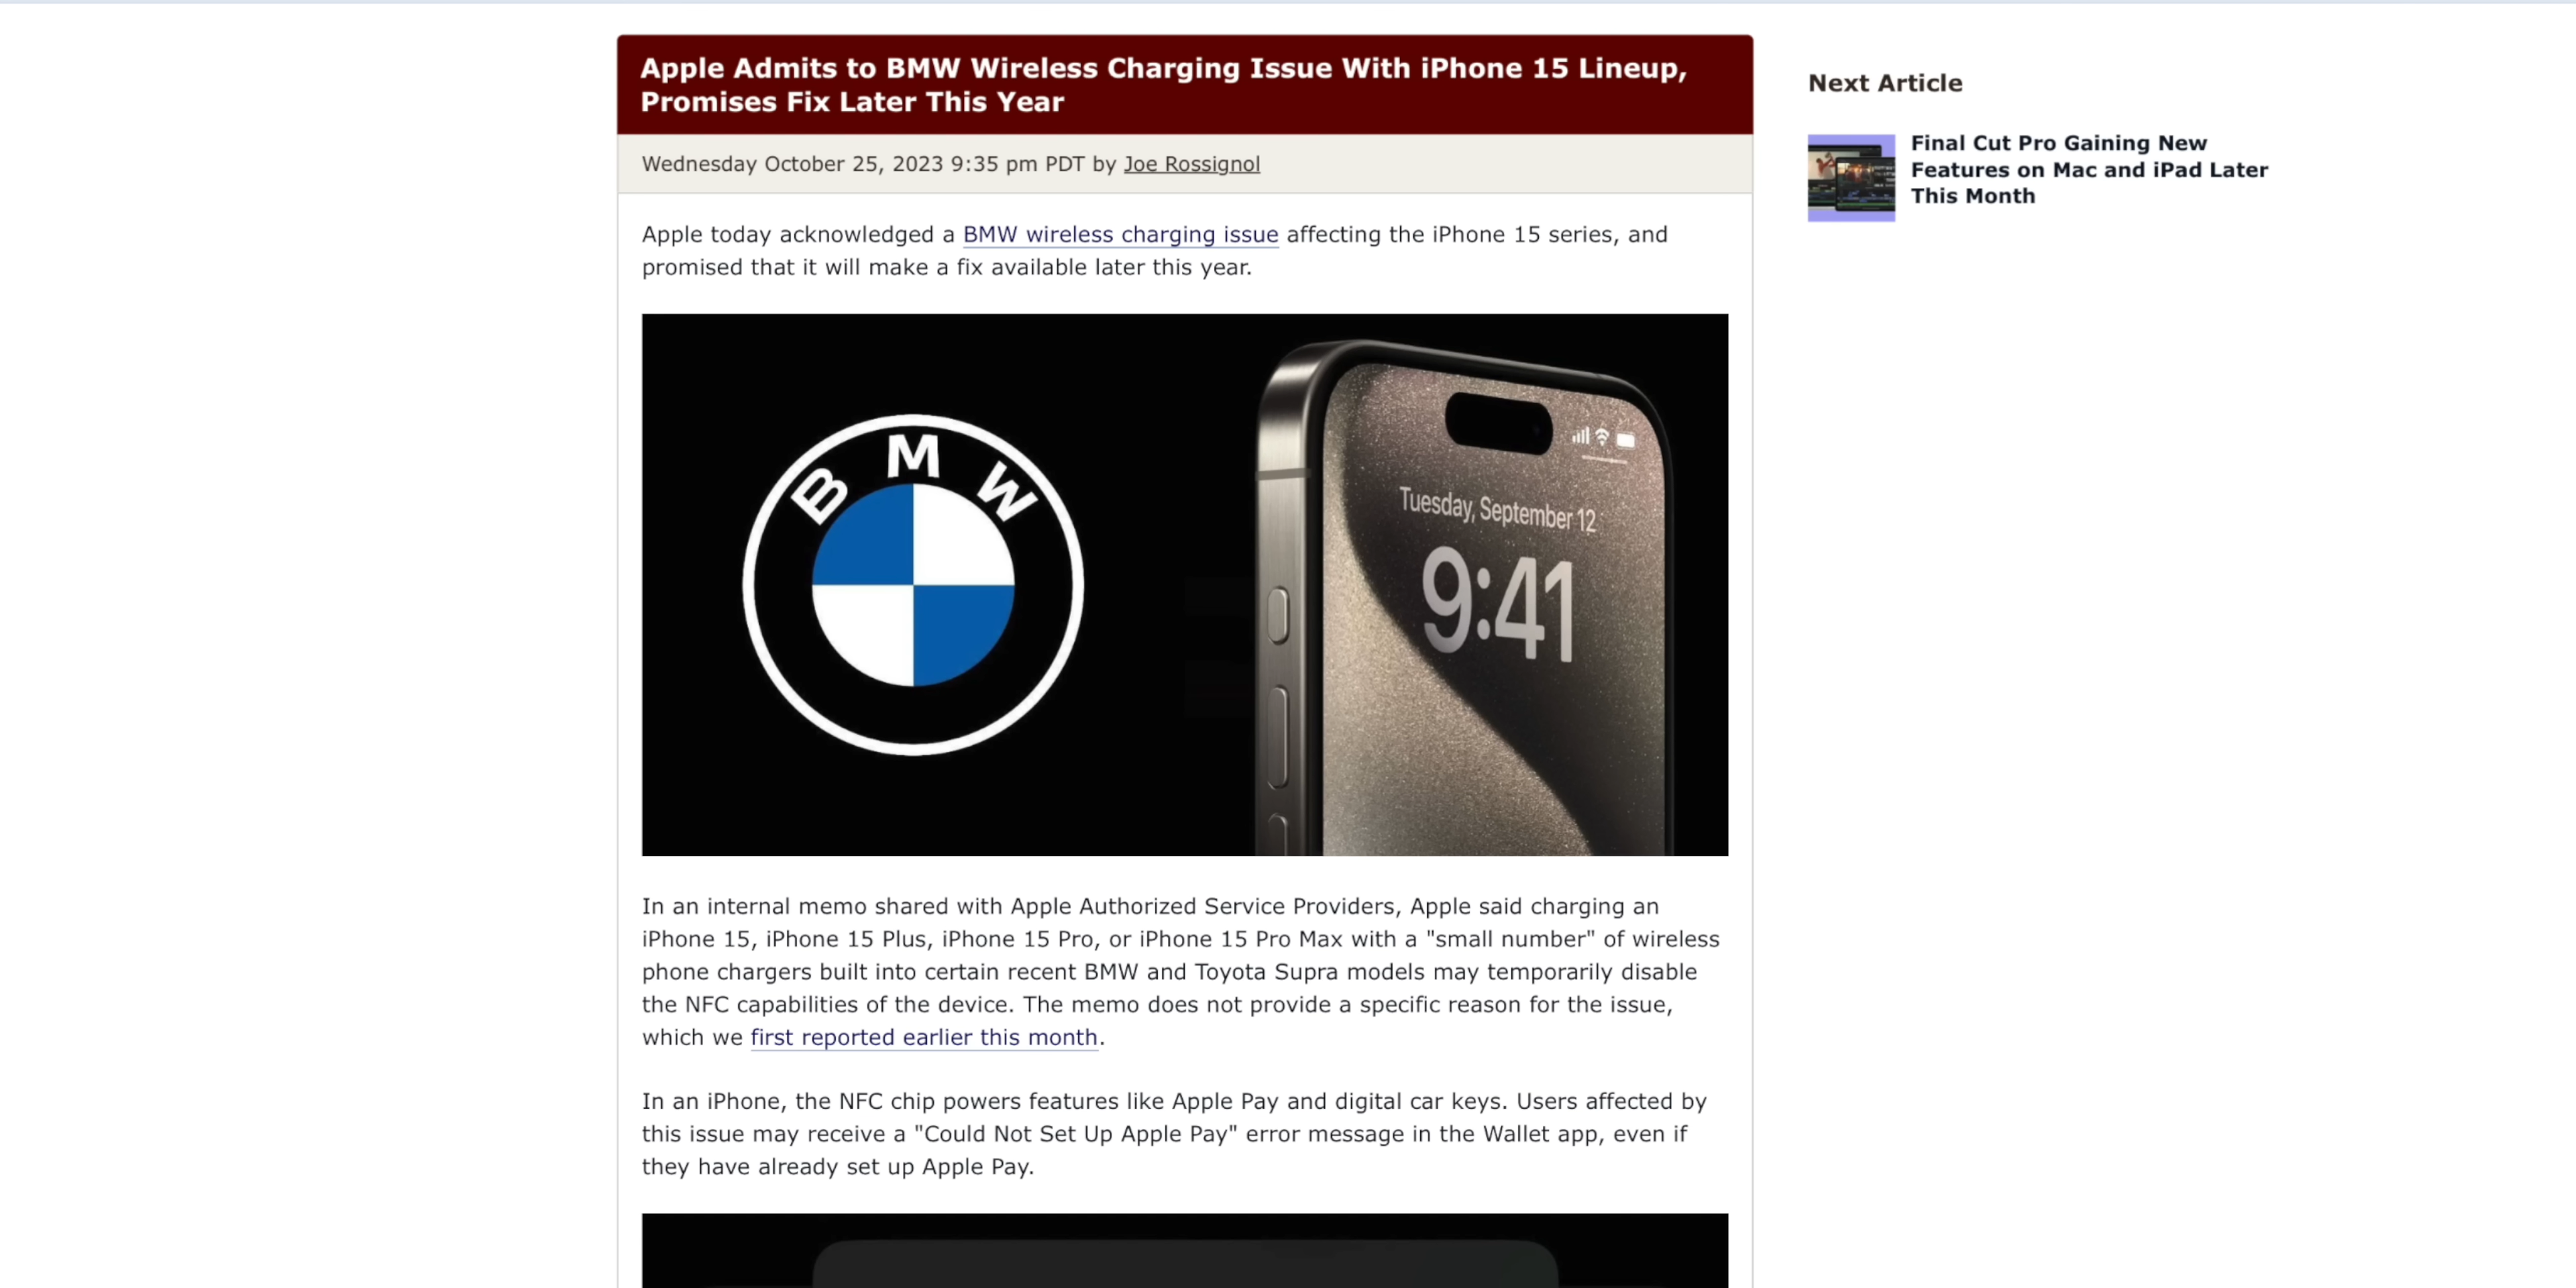 Apple Admits to BMW Wireless Charging Issue With iPhone 15 Lineup,
Promises Fix Later This Year
Wednesday October 25, 2023 9:35 pm PDT by Joe Rossignol
Apple today acknowledged a BMW wireless charging issue affecting the iPhone 15 series, and
promised that it will make a fix available later this year.
BMW
Tuesday, September 12
9:41
In an internal memo shared with Apple Authorized Service Providers, Apple said charging an
iPhone 15, iPhone 15 Plus, iPhone 15 Pro, or iPhone 15 Pro Max with a "small number" of wireless
phone chargers built into certain recent BMW and Toyota Supra models may temporarily disable
the NFC capabilities of the device. The memo does not provide a specific reason for the issue,
which we first reported earlier this month.
In an iPhone, the NFC chip powers features like Apple Pay and digital car keys. Users affected by
this issue may receive a "Could Not Set Up Apple Pay" error message in the Wallet app, even if
they have already set up Apple Pay.
Next Article
Final Cut Pro Gaining New
Features on Mac and iPad Later
This Month